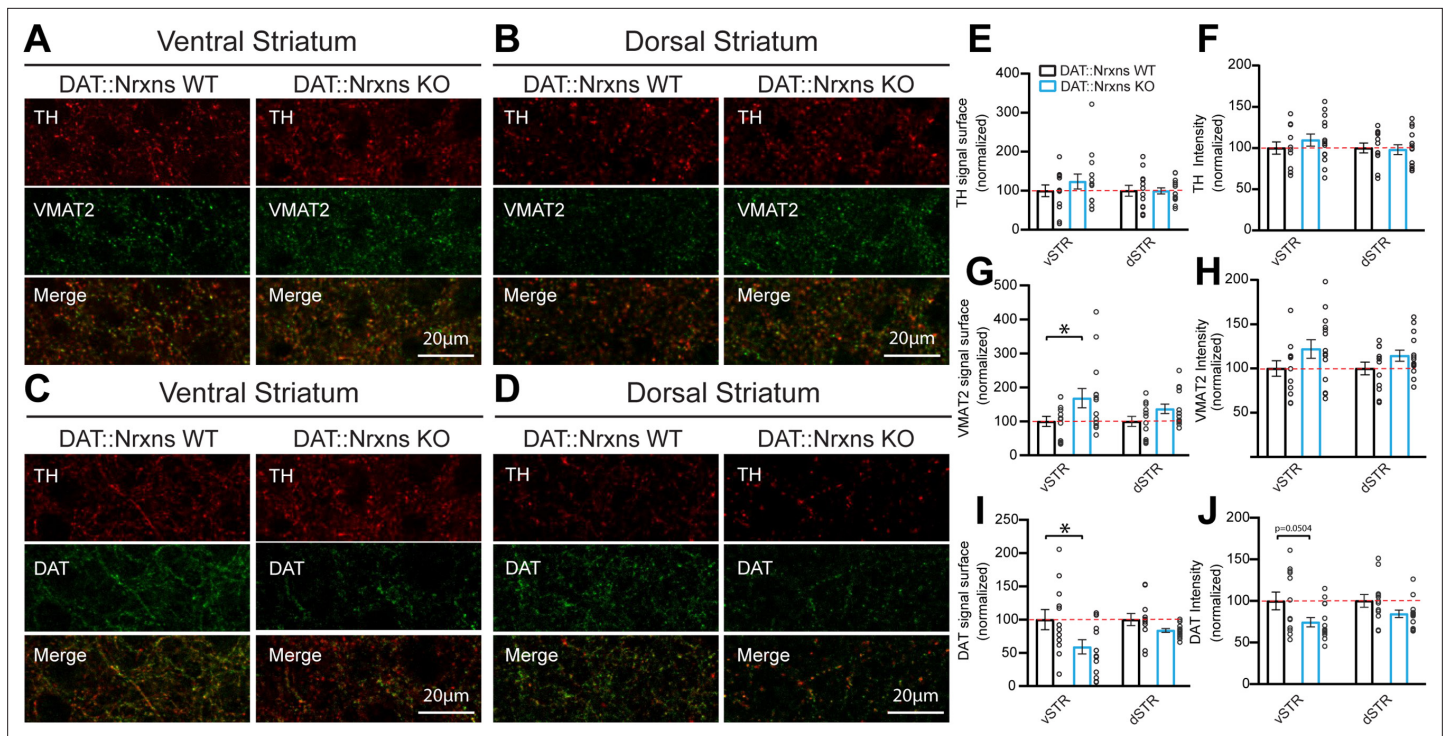 A
Ventral Striatum
DAT::Nrxns WT
DAT::Nrxns KO
TH
TH
VMAT2
VMAT2
Merge
Merge
20µm
B
Dorsal Striatum
DAT::Nrxns WT
DAT::Nrxns KO
TH
TH
VMAT2
VMAT2
Merge
Merge
20µm
C
Ventral Striatum
DAT::Nrxns WT
DAT::Nrxns KO
TH
TH
DAT
DAT
Merge
Merge
20µm
D
Dorsal Striatum
DAT::Nrxns WT
DAT::Nrxns KO
TH
TH
DAT
DAT
Merge
Merge
20µm
E
TH signal surface
(normalized)
400
300
200
100
0
DAT::Nrxns WT
DAT::Nrxns KO
vSTR
dSTR
F
TH Intensity
(normalized)
200
150
100
50
0
vSTR
dSTR
G
VMAT2 signal surface
(normalized)
500
400
300
200
100
0
*
vSTR
dSTR
H
VMAT2 Intensity
(normalized)
200
150
100
50
vSTR
dSTR
I
DAT signal surface
(normalized)
250
200
150
100
50
0
*
vSTR
dSTR
J
DAT Intensity
(normalized)
200
150
100
50
0
p=0.0504
vSTR
dSTR